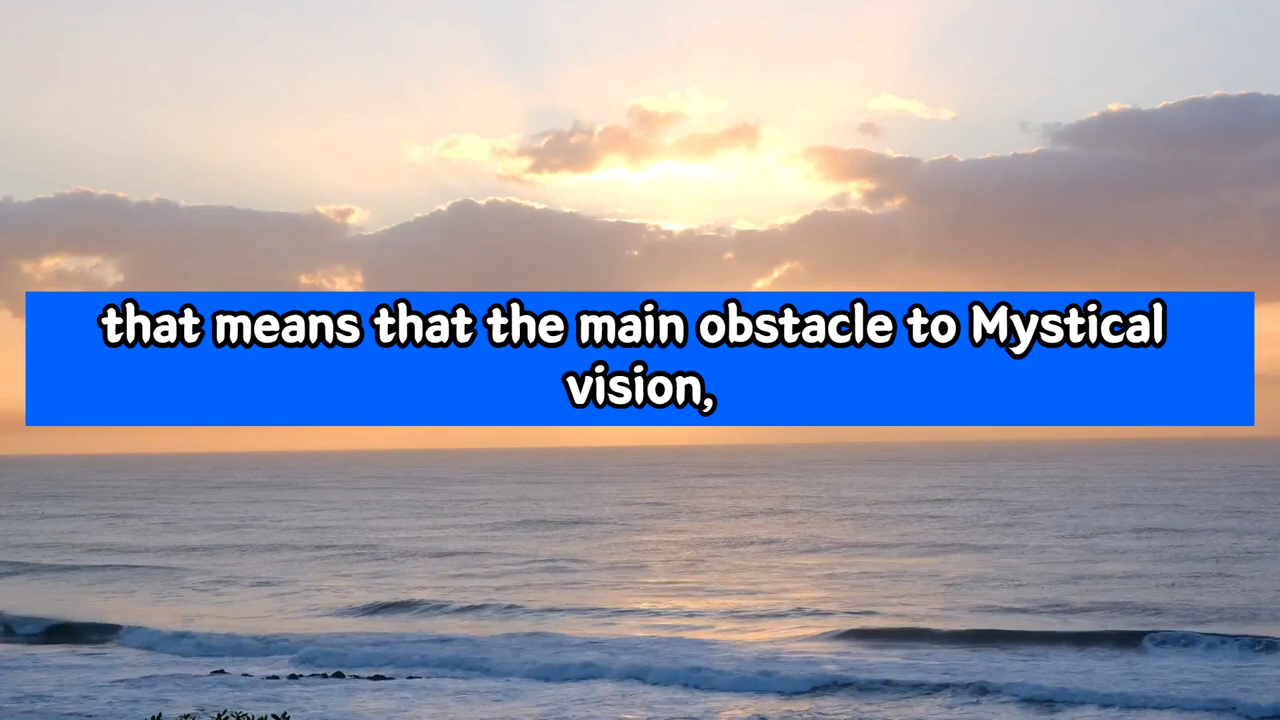 that means that the main obstacle to Mystical
vision,